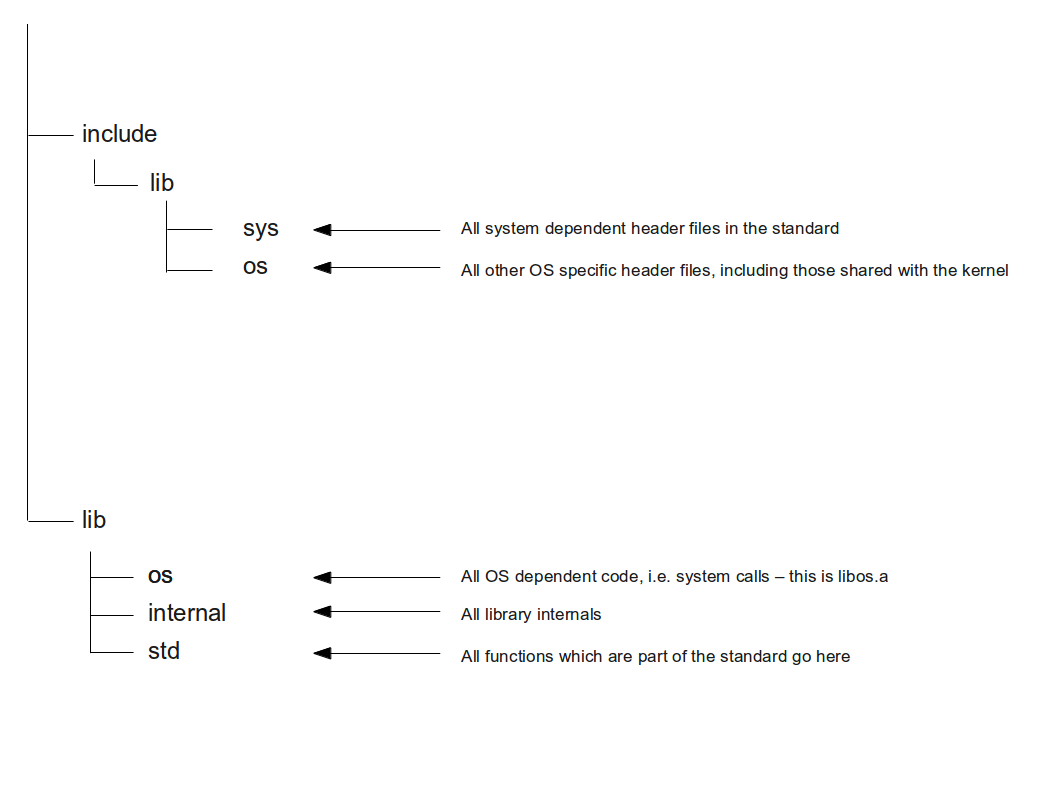 include
lib
sys
All system dependent header files in the standard
os
All other OS specific header files, including those shared with the kernel
lib
os
All OS dependent code, i.e. system calls – this is libos.a
internal
All library internals
std
All functions which are part of the standard go here